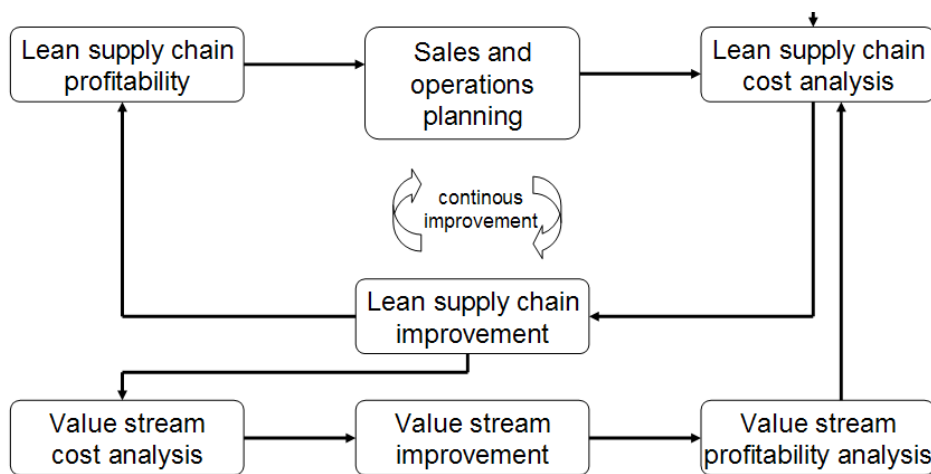 Lean supply chain
profitability
Sales and
operations
planning
Lean supply chain
cost analysis
continous
improvement
Lean supply chain
improvement
Value stream
cost analysis
Value stream
improvement
Value stream
profitability analysis